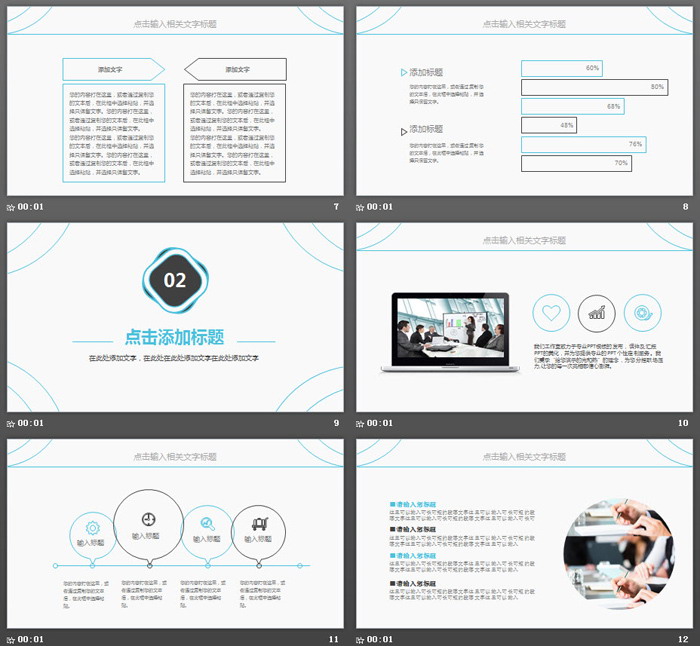 点击输入相关文字标题
添加文字
添加文字
您的内容打在这里，或者通过复制您
的文本后，在此框中选择粘贴，并选
择只保留文字。您的内容打在这里，
或者通过复制您的文本后，在此框中
选择粘贴，并选择只保留文字。
您的内容打在这里，或者通过复制您
的文本后，在此框中选择粘贴，并选
择只保留文字。您的内容打在这里，
或者通过复制您的文本后，在此框中
选择粘贴，并选择只保留文字。
00:01
7
点击输入相关文字标题
添加标题
您的内容打在这里，或者通过复制您
的文本后，在此框中选择粘贴，并选
择只保留文字。
添加标题
您的内容打在这里，或者通过复制您
的文本后，在此框中选择粘贴，并选
择只保留文字。
60%
80%
68%
48%
76%
70%
00:01
8
02
点击添加标题
在此处添加文字，在此处在此处添加文字在此处添加文字
00:01
9
点击输入相关文字标题
00:01
10
点击输入相关文字标题
输入标题
输入标题
输入标题
输入标题
您的内容打在这里，或
者通过复制您的文本
后，在此框中选择粘
贴。
您的内容打在这里，或
者通过复制您的文本
后，在此框中选择粘
贴。
您的内容打在这里，或
者通过复制您的文本
后，在此框中选择粘
贴。
您的内容打在这里，或
者通过复制您的文本
后，在此框中选择粘
贴。
00:01
11
点击输入相关文字标题
请输入您标题
请输入您标题
请输入您标题
请输入您标题
00:01
12